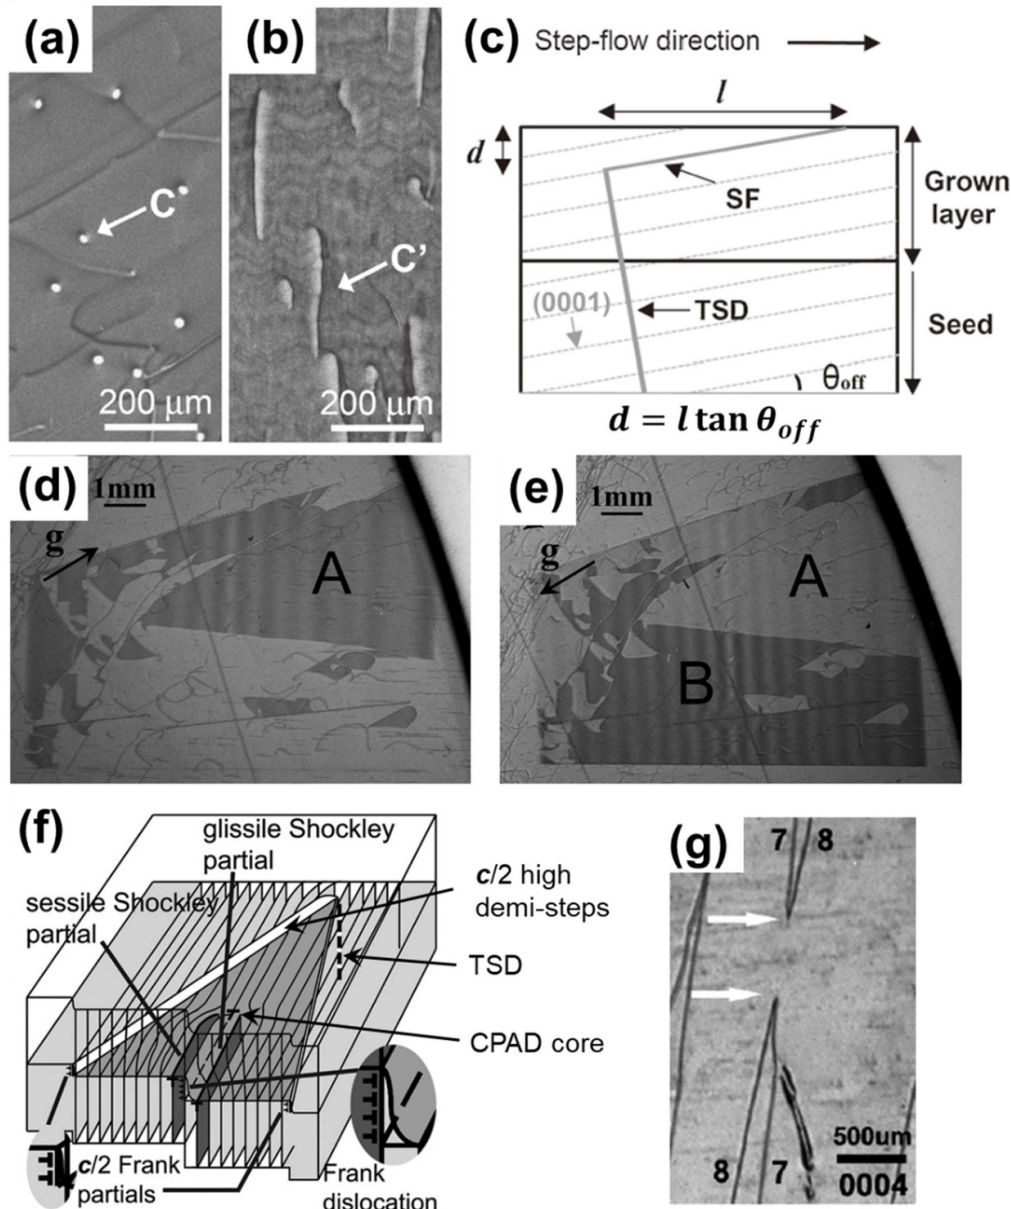 (a)
C
200 μm
(b)
C’
200 μm
(c)
Step-flow direction
l
d
SF
Grown
layer
(0001)
TSD
Seed
θoff
d = l tan θoff
(d)
1mm
g
A
(e)
1mm
g
A
B
(f)
glissile Shockley
partial
sessile Shockley
partial
c/2 high
demi-steps
TSD
CPAD core
c/2 Frank
partials
Frank
dislocation
(g)
7 8
8 7
500um
0004